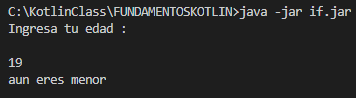 C:\KotlinClass\FUNDAMENTOSKOTLIN>java -jar if.jar
Ingresa tu edad :
19
aun eres menor